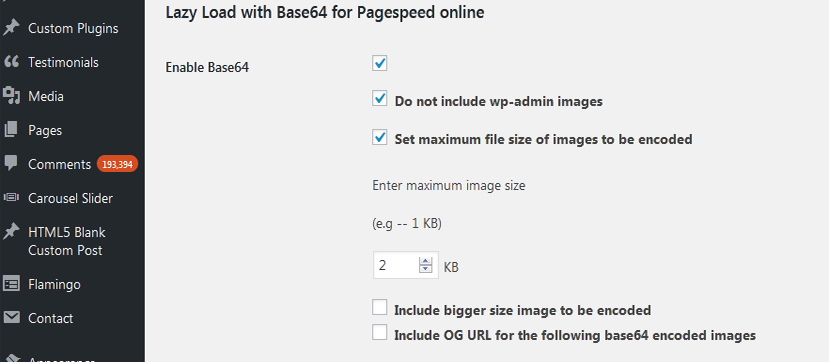 Lazy Load with Base64 for Pagespeed online
Custom Plugins
Testimonials
Media
Pages
Comments 193,394
Carousel Slider
HTML5 Blank
Custom Post
Flamingo
Contact
Appearance
Enable Base64
Do not include wp-admin images
Set maximum file size of images to be encoded
Enter maximum image size
(e.g -- 1 KB)
2 KB
Include bigger size image to be encoded
Include OG URL for the following base64 encoded images